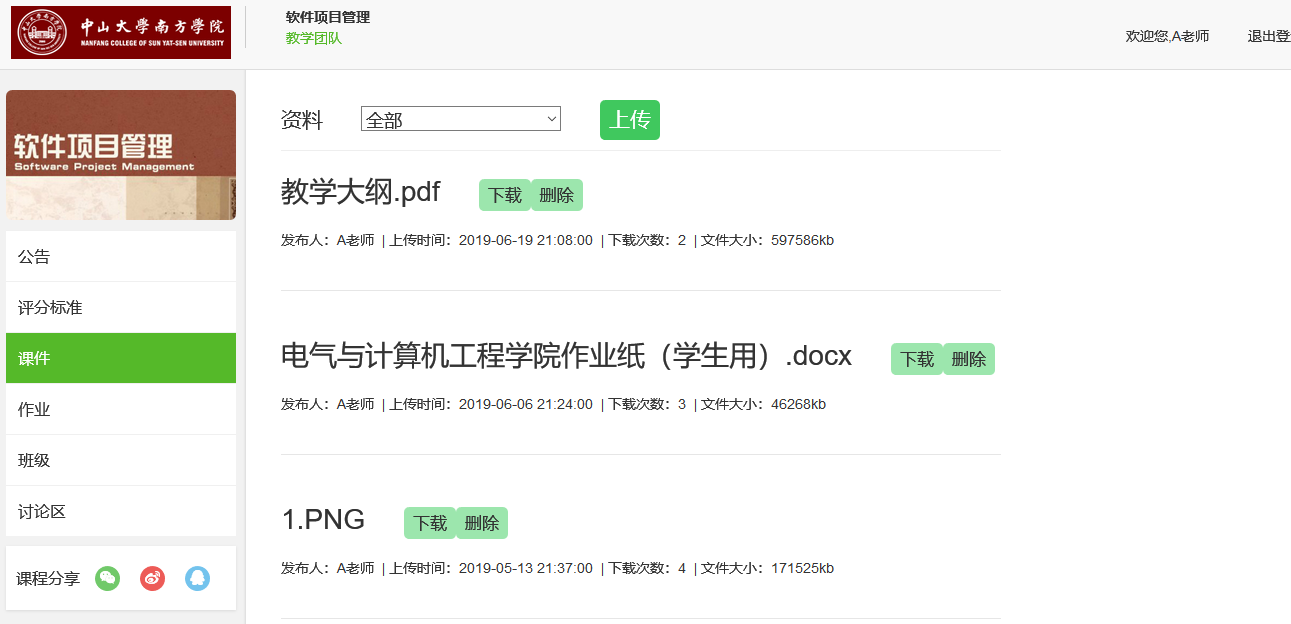 中山大学南方学院
NANFANG COLLEGE OF SUN YAT-SEN UNIVERSITY
软件项目管理
教学团队
欢迎您,A老师
退出登
软件项目管理
Software Project Management
公告
评分标准
课件
作业
班级
讨论区
课程分享
资料
全部
上传
教学大纲.pdf 下载 删除
发布人：A老师 | 上传时间：2019-06-19 21:08:00 | 下载次数：2 | 文件大小：597586kb
电气与计算机工程学院作业纸（学生用）.docx 下载 删除
发布人：A老师 | 上传时间：2019-06-06 21:24:00 | 下载次数：3 | 文件大小：46268kb
1.PNG 下载 删除
发布人：A老师 | 上传时间：2019-05-13 21:37:00 | 下载次数：4 | 文件大小：171525kb